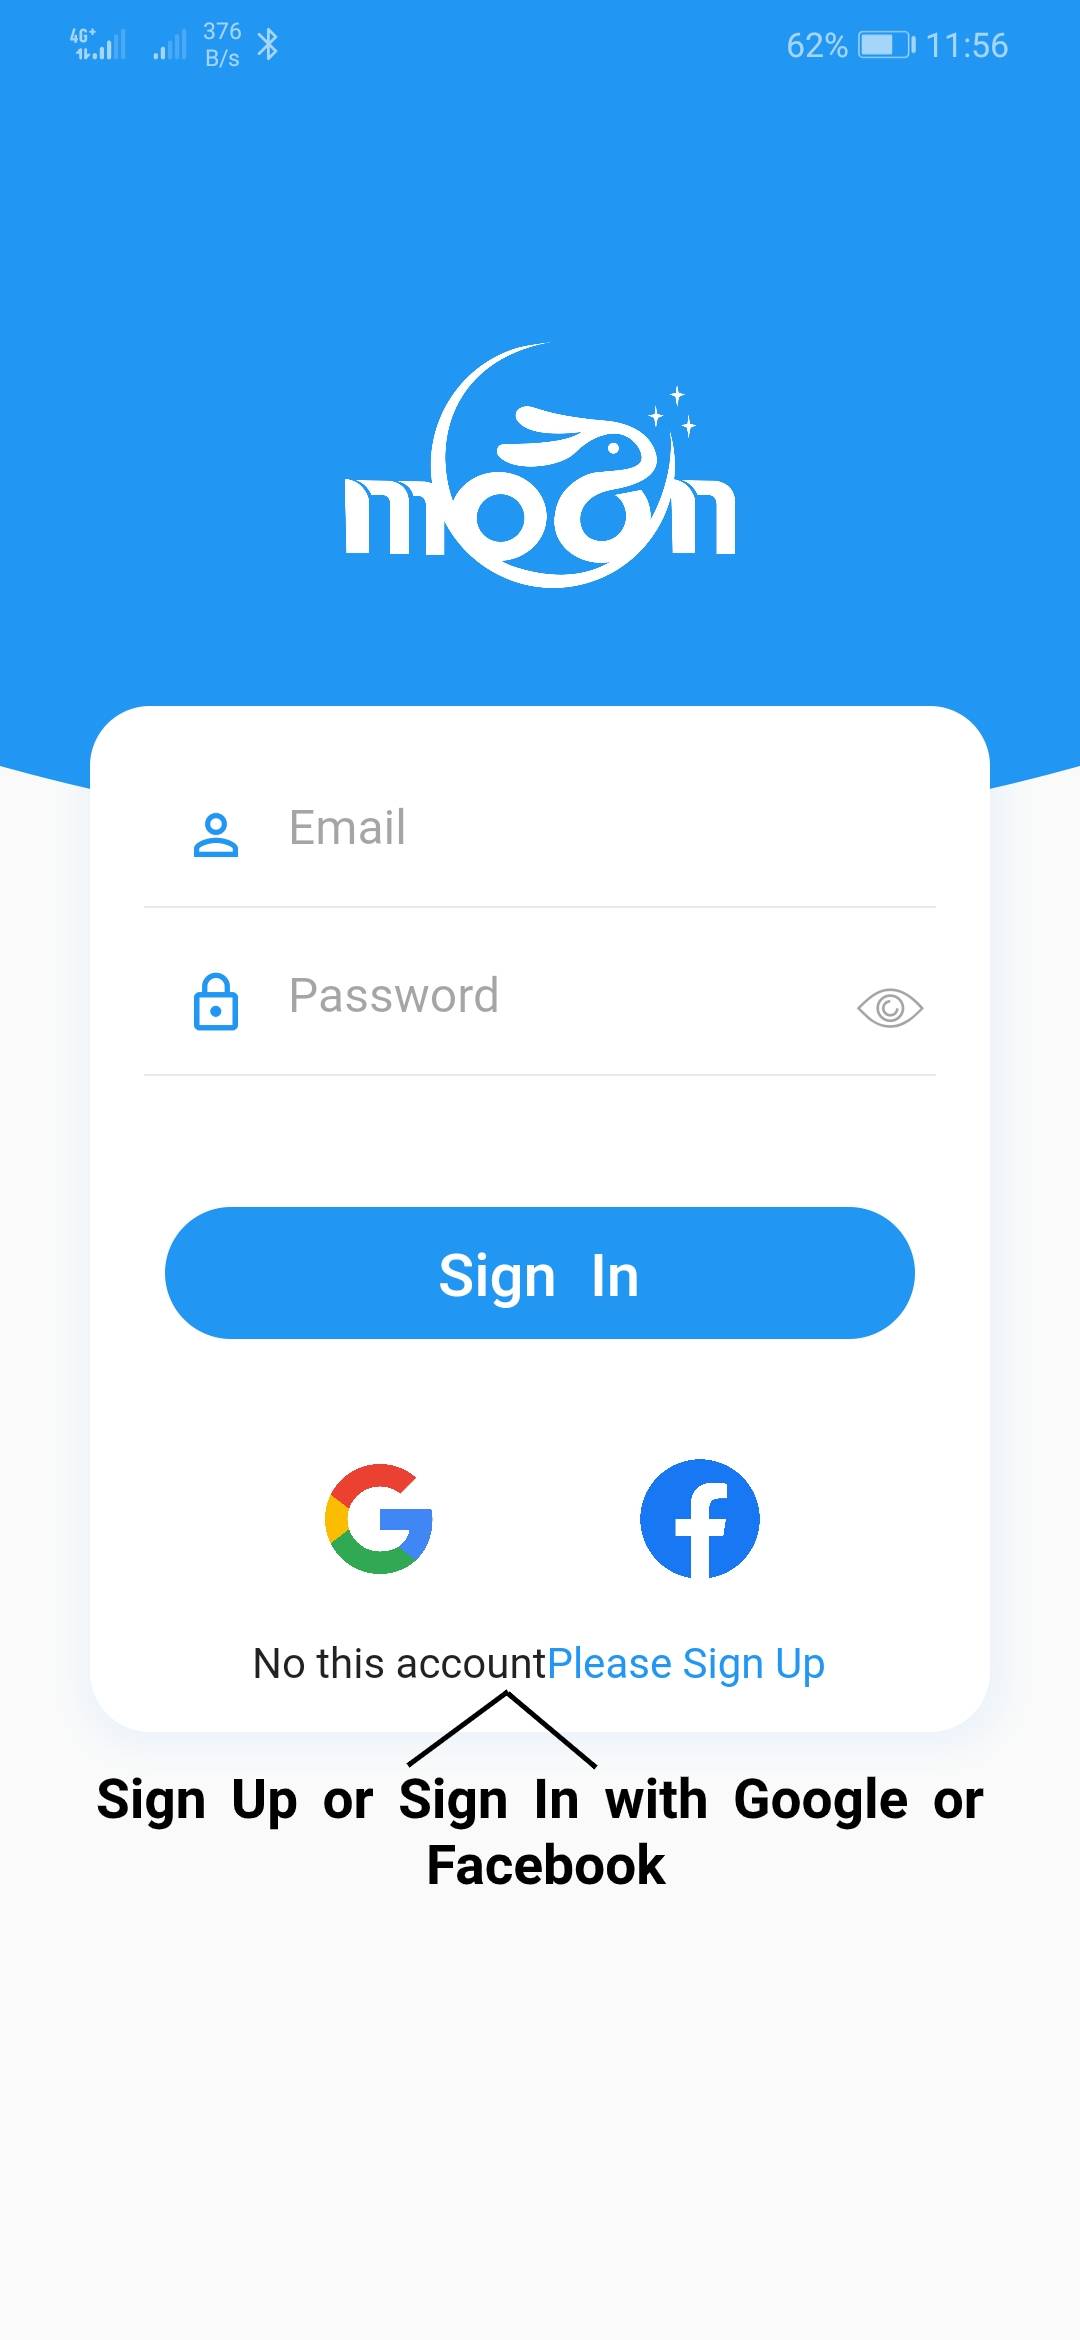 4G+
376
B/s
62% 11:56
moon
Email
Password
Sign In
No this accountPlease Sign Up
Sign Up or Sign In with Google or
Facebook